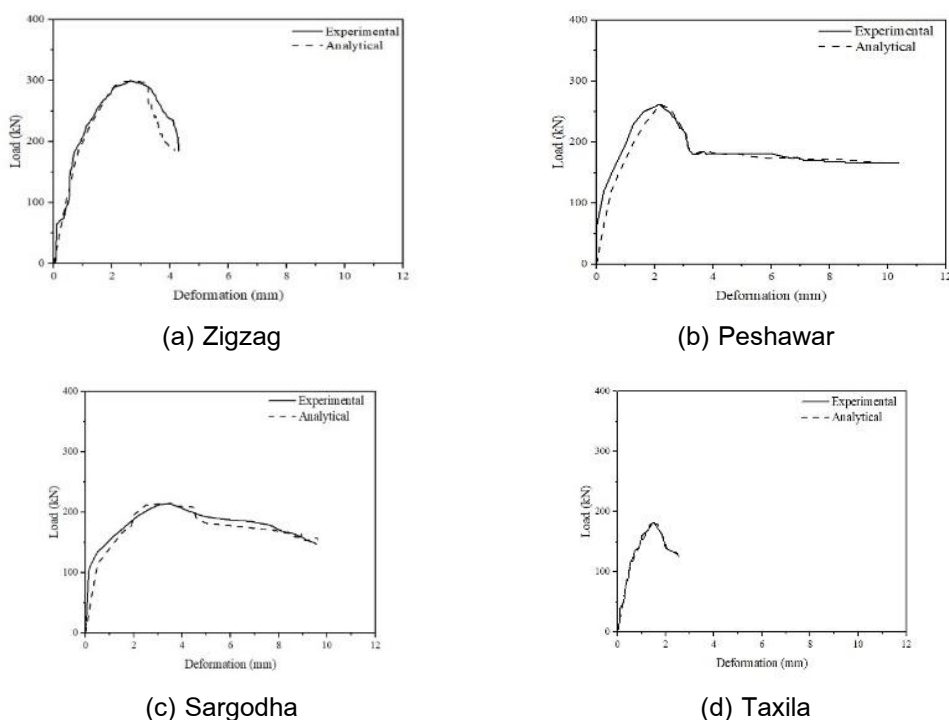 400
300
200
100
0
Load (kN)
Experimental
Analytical
0 2 4 6 8 10 12
Deformation (mm)
(a) Zigzag
400
300
200
100
0
Load (kN)
Experimental
Analytical
0 2 4 6 8 10 12
Deformation (mm)
(b) Peshawar
400
300
200
100
0
Load (kN)
Experimental
Analytical
0 2 4 6 8 10 12
Deformation (mm)
(c) Sargodha
400
300
200
100
0
Load (kN)
Experimental
Analytical
0 2 4 6 8 10 12
Deformation (mm)
(d) Taxila